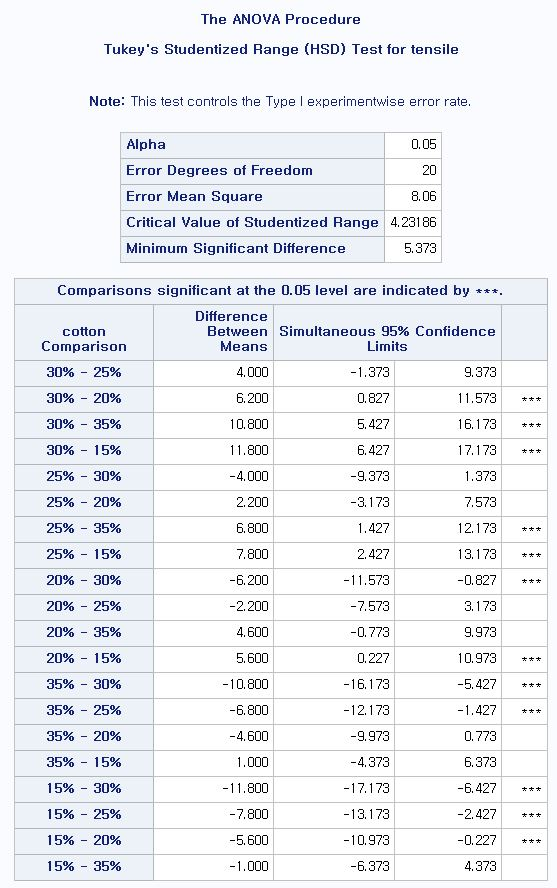 The ANOVA Procedure
Tukey's Studentized Range (HSD) Test for tensile
Note: This test controls the Type I experimentwise error rate.
Alpha 0.05
Error Degrees of Freedom 20
Error Mean Square 8.06
Critical Value of Studentized Range 4.23186
Minimum Significant Difference 5.373
Comparisons significant at the 0.05 level are indicated by ***.
cotton Comparison Difference Between Means Simultaneous 95% Confidence Limits
30% - 25% 4.000 -1.373 9.373
30% - 20% 6.200 0.827 11.573 ***
30% - 35% 10.800 5.427 16.173 ***
30% - 15% 11.800 6.427 17.173 ***
25% - 30% -4.000 -9.373 1.373
25% - 20% 2.200 -3.173 7.573
25% - 35% 6.800 1.427 12.173 ***
25% - 15% 7.800 2.427 13.173 ***
20% - 30% -6.200 -11.573 -0.827 ***
20% - 25% -2.200 -7.573 3.173
20% - 35% 4.600 -0.773 9.973
20% - 15% 5.600 0.227 10.973 ***
35% - 30% -10.800 -16.173 -5.427 ***
35% - 25% -6.800 -12.173 -1.427 ***
35% - 20% -4.600 -9.973 0.773
35% - 15% 1.000 -4.373 6.373
15% - 30% -11.800 -17.173 -6.427 ***
15% - 25% -7.800 -13.173 -2.427 ***
15% - 20% -5.600 -10.973 -0.227 ***
15% - 35% -1.000 -6.373 4.373